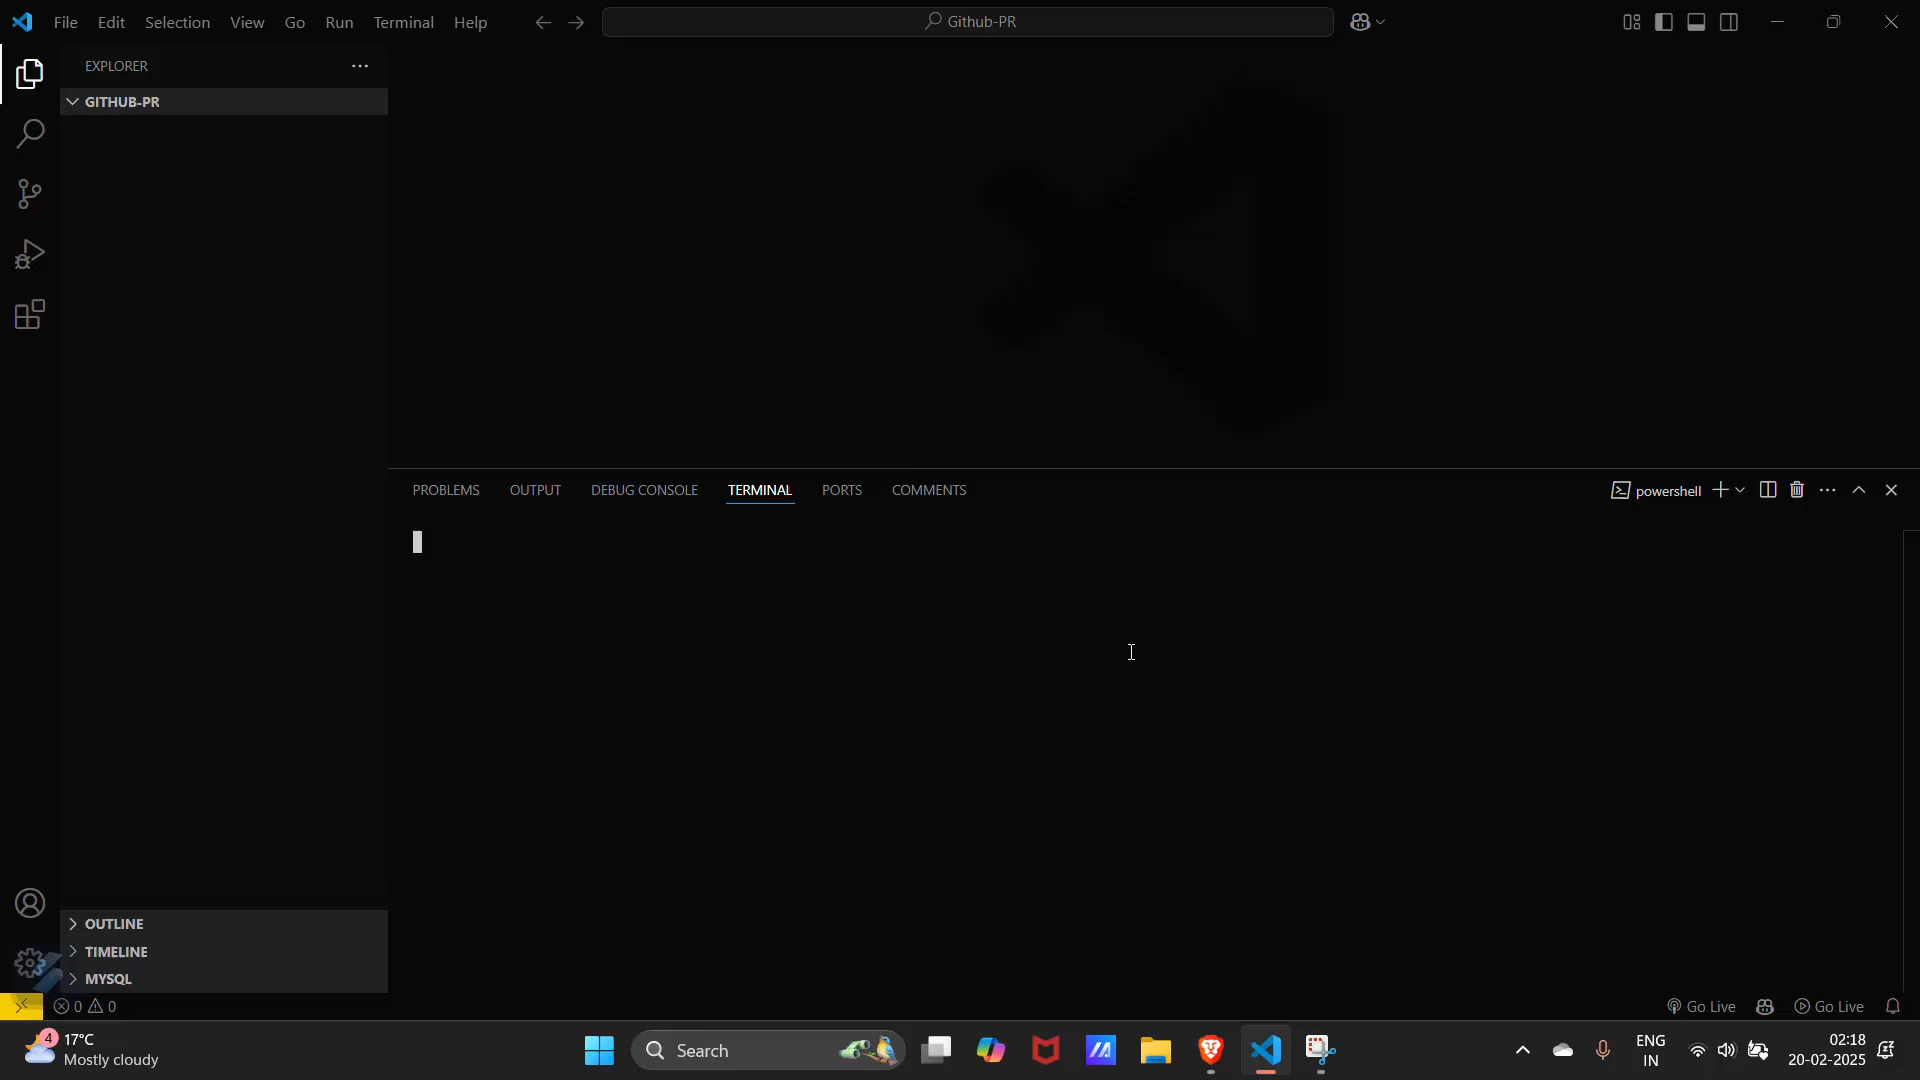 File Edit Selection View Go Run Terminal Help
Github-PR
EXPLORER
GITHUB-PR
PROBLEMS OUTPUT DEBUG CONSOLE TERMINAL PORTS COMMENTS
powershell
OUTLINE
TIMELINE
MYSQL
0 0
Go Live
Go Live
4
17°C
Mostly cloudy
Search
ENG
IN
02:18
20-02-2025